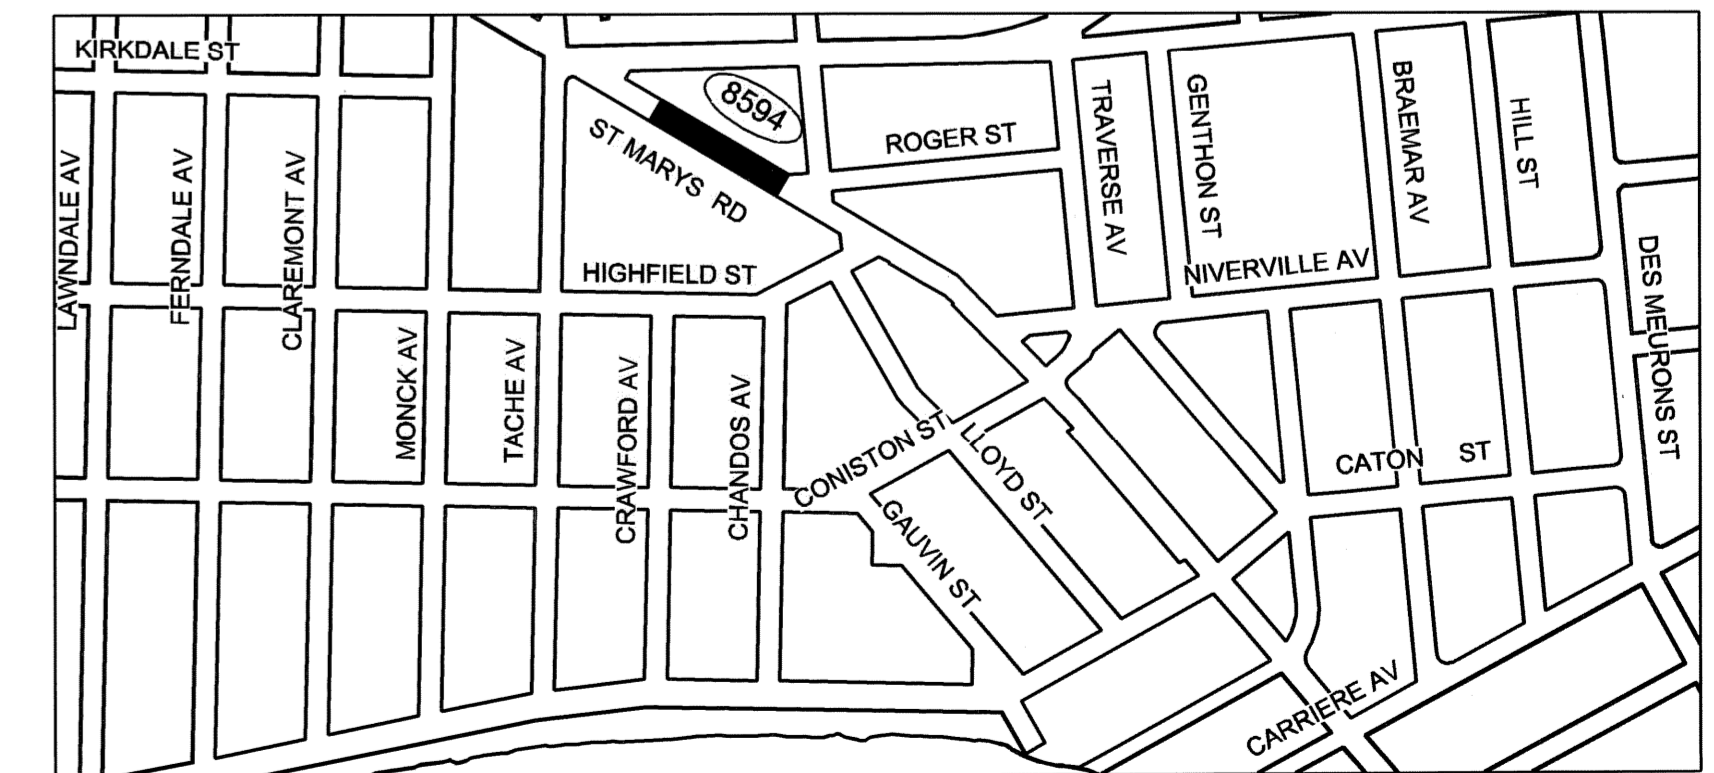 KIRKDALE ST
8594
ST MARYS RD
ROGER ST
TRAVERSE AV
GENTHON ST
BRAEMAR AV
HILL ST
LAWNDALE AV
FERNDALE AV
CLAREMONT AV
HIGHFIELD ST
NIVERVILLE AV
DES MEURONS ST
MONCK AV
TACHE AV
CRAWFORD AV
CHANDOS AV
CONISTON ST
LLOYD ST
GAUVIN ST
CATON ST
CARRIERE AV